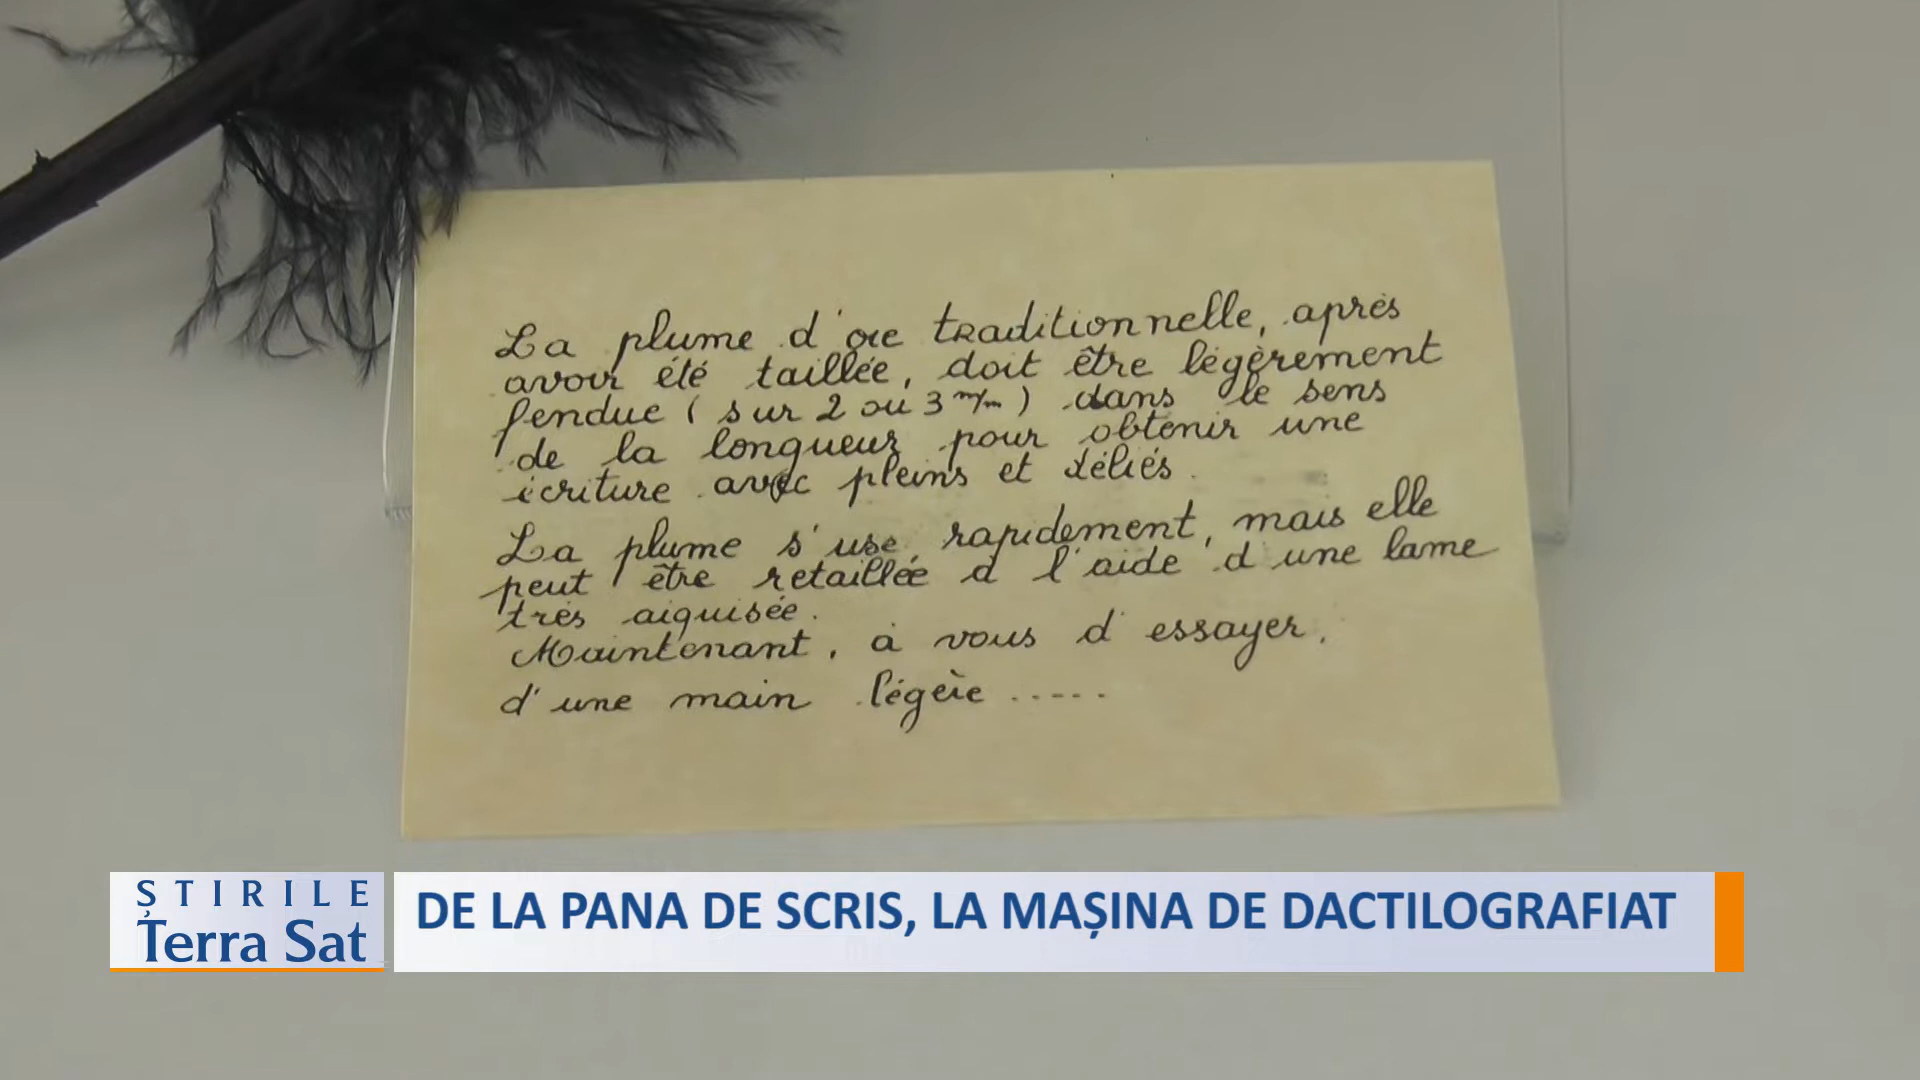 La plume d'oie traditionnelle, après
avoir été taillée, doit être légèrement
fendue ( sur 2 ou 3 m/m ) dans le sens
de la longueur pour obtenir une
écriture avec pleins et déliés.
La plume s'use rapidement, mais elle
peut être retaillée à l'aide d'une lame
très aiguisée.
Maintenant, à vous d'essayer,
d'une main légère .....
ȘTIRILE
Terra Sat
DE LA PANA DE SCRIS, LA MAȘINA DE DACTILOGRAFIAT